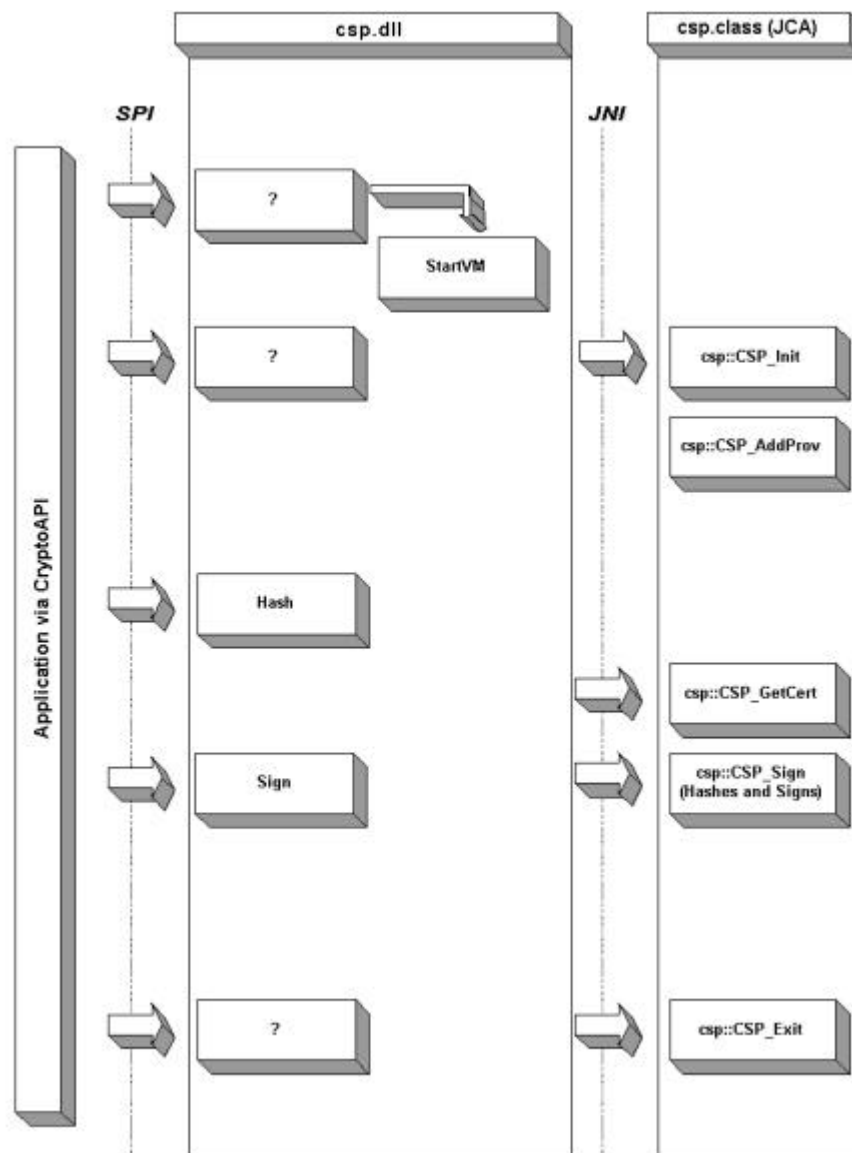 csp.dll
csp.class (JCA)
SPI
JNI
Application via CryptoAPI
?
StartVM
?
csp::CSP_Init
csp::CSP_AddProv
Hash
csp::CSP_GetCert
Sign
csp::CSP_Sign
(Hashes and Signs)
?
csp::CSP_Exit